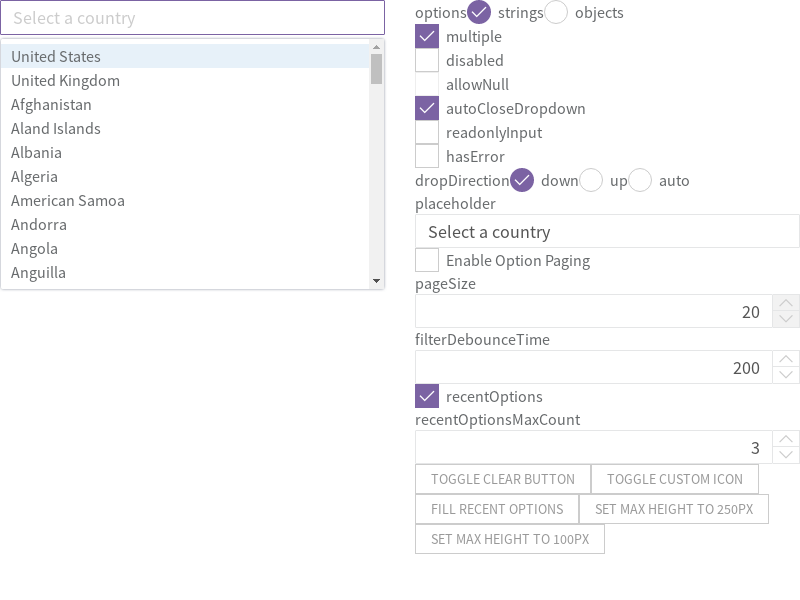 Select a country
United States
United Kingdom
Afghanistan
Aland Islands
Albania
Algeria
American Samoa
Andorra
Angola
Anguilla
options strings objects
multiple
disabled
allowNull
autoCloseDropdown
readonlyInput
hasError
dropDirection down up auto
placeholder
Select a country
Enable Option Paging
pageSize
20
filterDebounceTime
200
recentOptions
recentOptionsMaxCount
3
TOGGLE CLEAR BUTTON TOGGLE CUSTOM ICON
FILL RECENT OPTIONS SET MAX HEIGHT TO 250PX
SET MAX HEIGHT TO 100PX